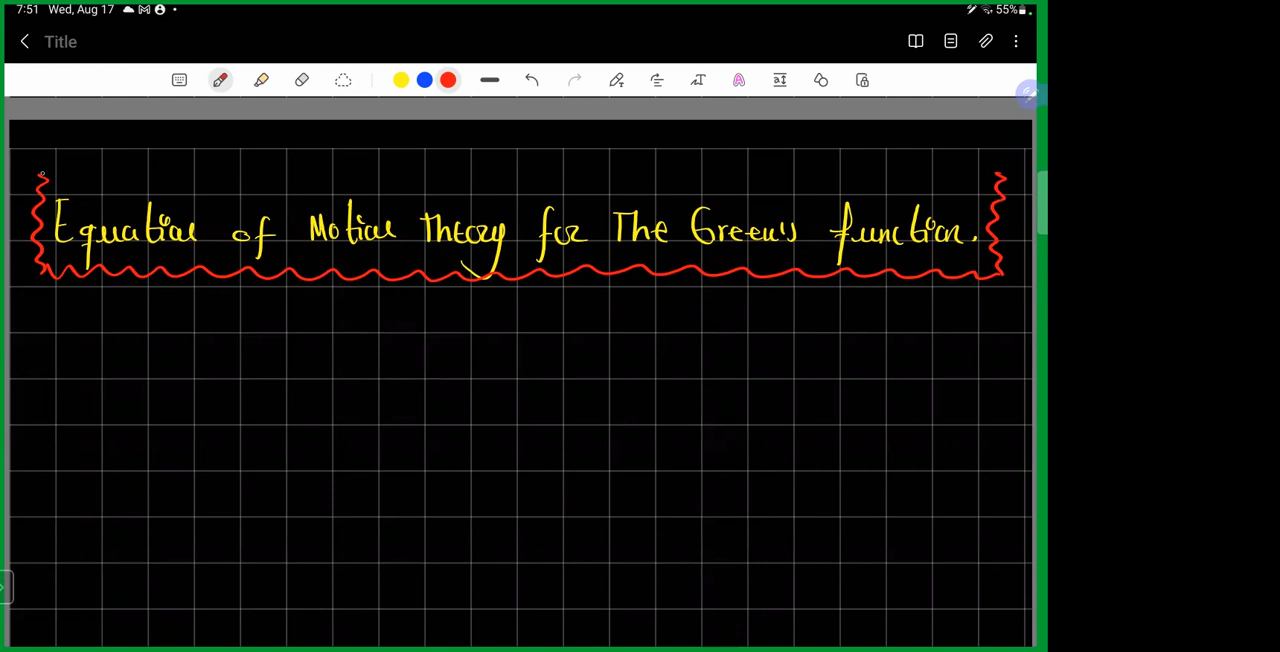 7:51 Wed, Aug 17 55%
Title
Equation of Motion Theory for The Green's function.